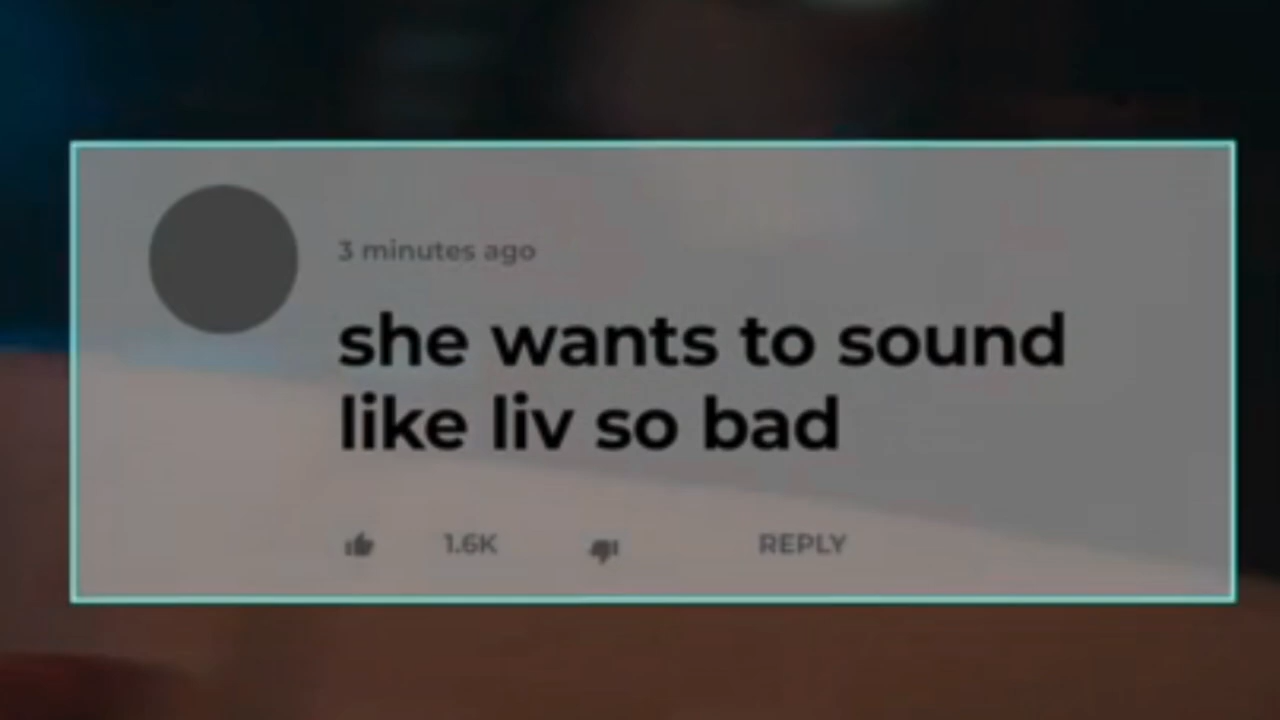 3 minutes ago
she wants to sound
like liv so bad
1.6K REPLY